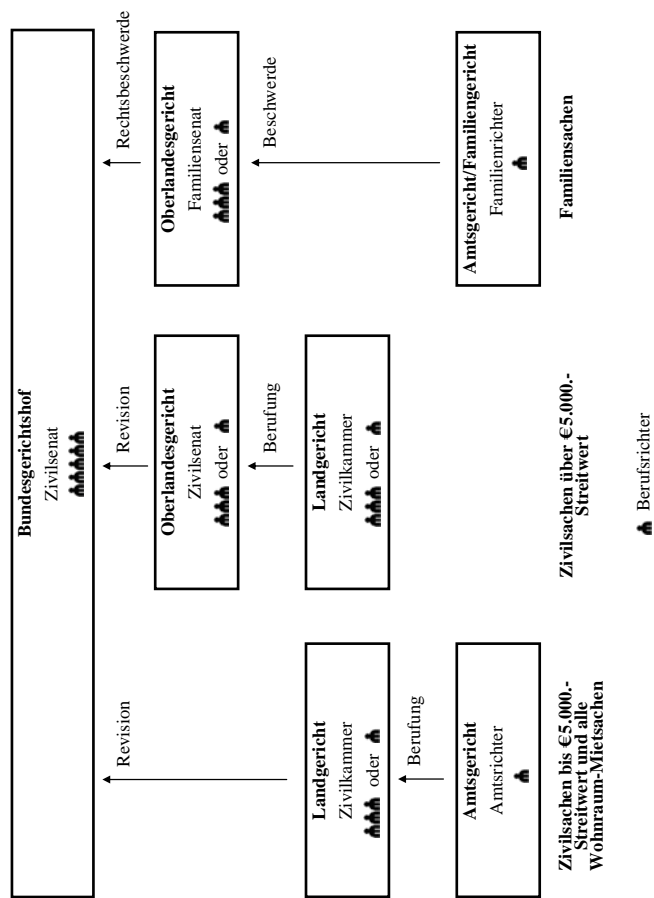 Bundesgerichtshof
Zivilsenat
Revision
Revision
Rechtsbeschwerde
Oberlandesgericht
Zivilsenat
oder
Oberlandesgericht
Familiensenat
oder
Berufung
Beschwerde
Landgericht
Zivilkammer
oder
Landgericht
Zivilkammer
oder
Berufung
Amtsgericht
Amtsrichter
Amtsgericht/Familiengericht
Familienrichter
Zivilsachen bis €5.000.-
Streitwert und alle
Wohnraum-Mietsachen
Zivilsachen über €5.000.-
Streitwert
Familiensachen
Berufsrichter